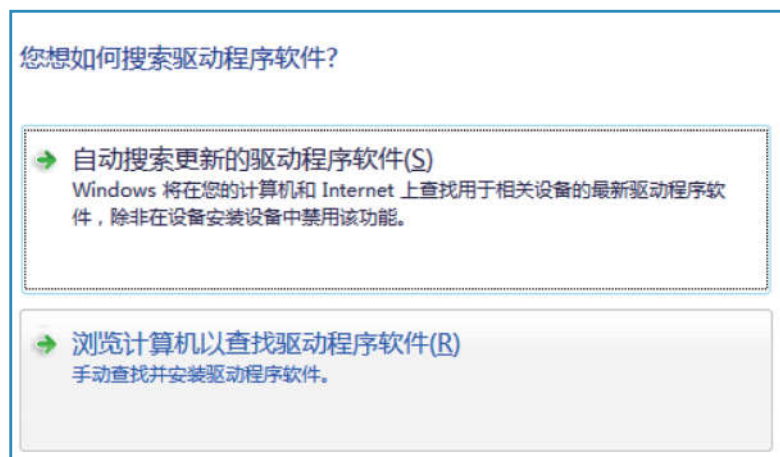 您想如何搜索驱动程序软件?
自动搜索更新的驱动程序软件(S)
Windows 将在您的计算机和 Internet 上查找用于相关设备的最新驱动程序软
件，除非在设备安装设备中禁用该功能。
浏览计算机以查找驱动程序软件(R)
手动查找并安装驱动程序软件。